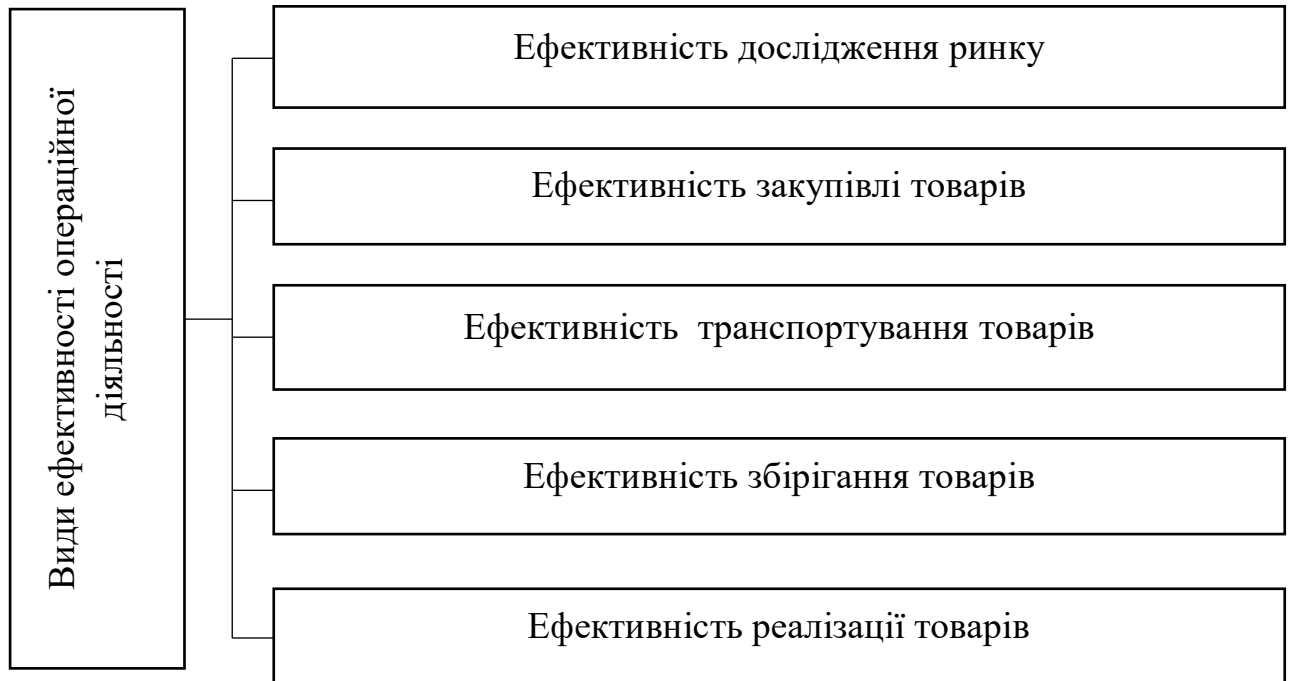 Види ефективності операційної
діяльності
Ефективність дослідження ринку
Ефективність закупівлі товарів
Ефективність транспортування товарів
Ефективність збірігання товарів
Ефективність реалізації товарів